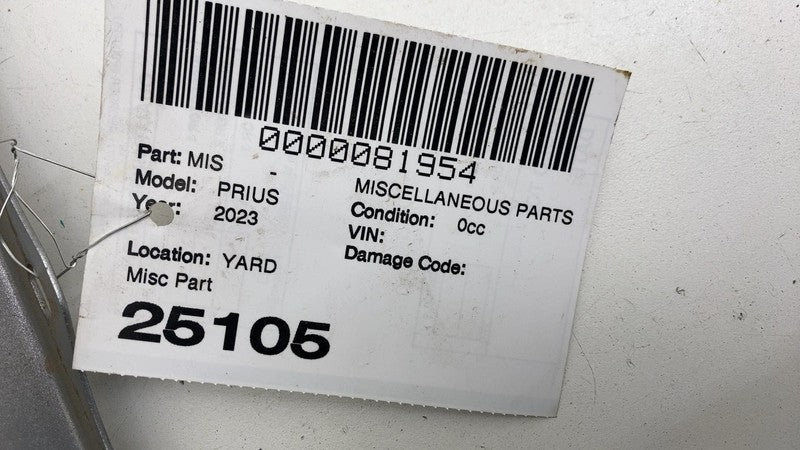 0000081954
Part: MIS -
MISCELLANEOUS PARTS
Model: PRIUS
Condition: 0cc
Year: 2023
VIN:
Location: YARD
Damage Code:
Misc Part
25105